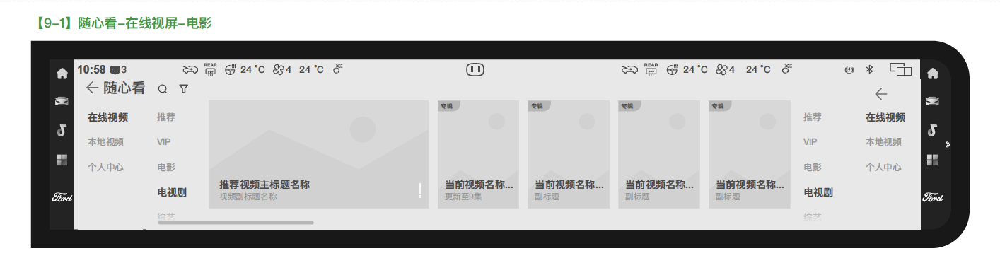 【9-1】随心看-在线视屏-电影
10:58 3 REAR 24 °C 4 24 °C REAR 24 °C 4 24 °C
随心看
在线视频
本地视频
个人中心
推荐
VIP
电影
电视剧
综艺
推荐视频主标题名称
视频副标题名称
专辑
当前视频名称...
更新至9集
专辑
当前视频名称...
副标题
专辑
当前视频名称...
副标题
专辑
当前视频名称...
副标题
推荐
VIP
电影
电视剧
综艺
在线视频
本地视频
个人中心
Ford
Ford